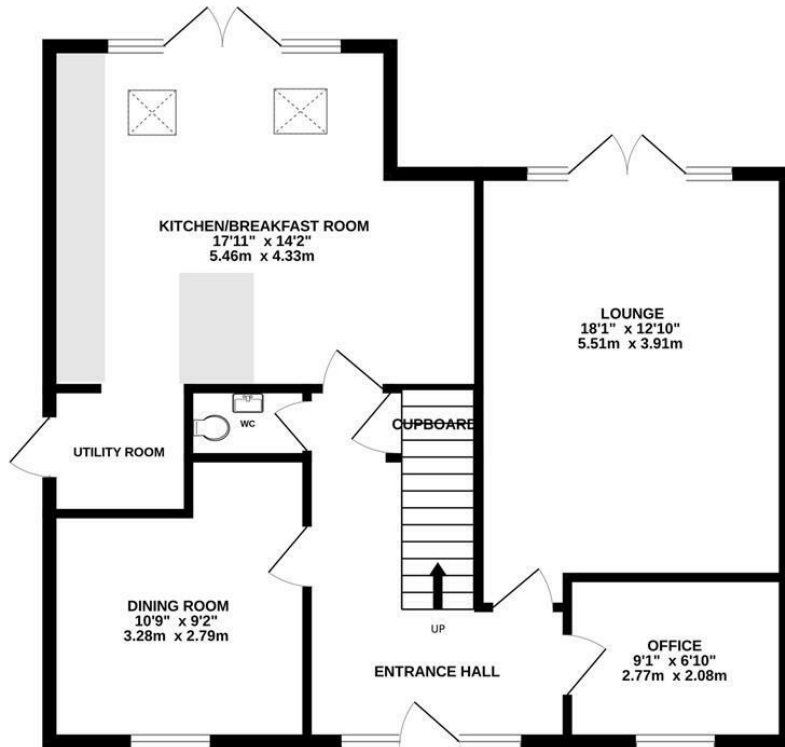 KITCHEN/BREAKFAST ROOM
17'11" x 14'2"
5.46m x 4.33m
LOUNGE
18'1" x 12'10"
5.51m x 3.91m
WC
CUPBOARD
UTILITY ROOM
DINING ROOM
10'9" x 9'2"
3.28m x 2.79m
UP
ENTRANCE HALL
OFFICE
9'1" x 6'10"
2.77m x 2.08m